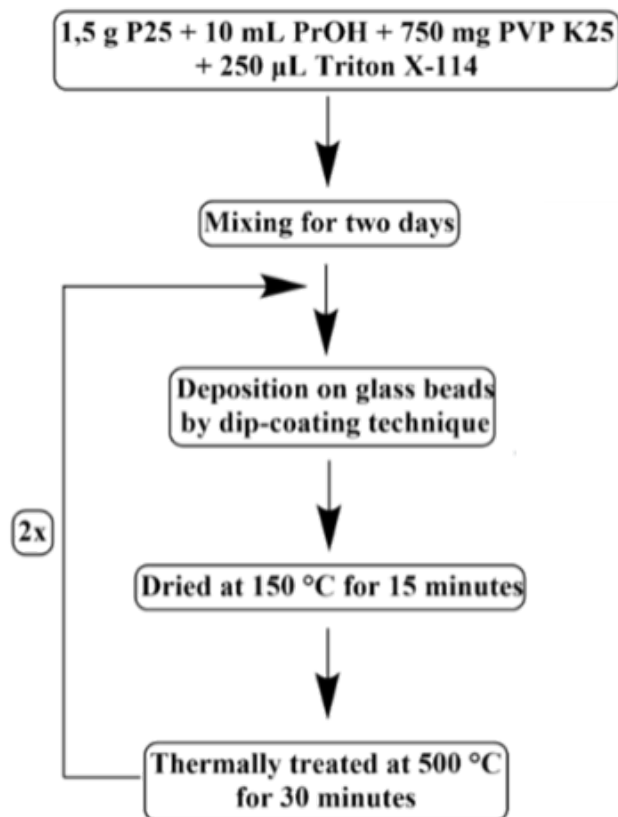 1,5 g P25 + 10 mL PrOH + 750 mg PVP K25
+ 250 µL Triton X-114
Mixing for two days
Deposition on glass beads
by dip-coating technique
2x
Dried at 150 °C for 15 minutes
Thermally treated at 500 °C
for 30 minutes